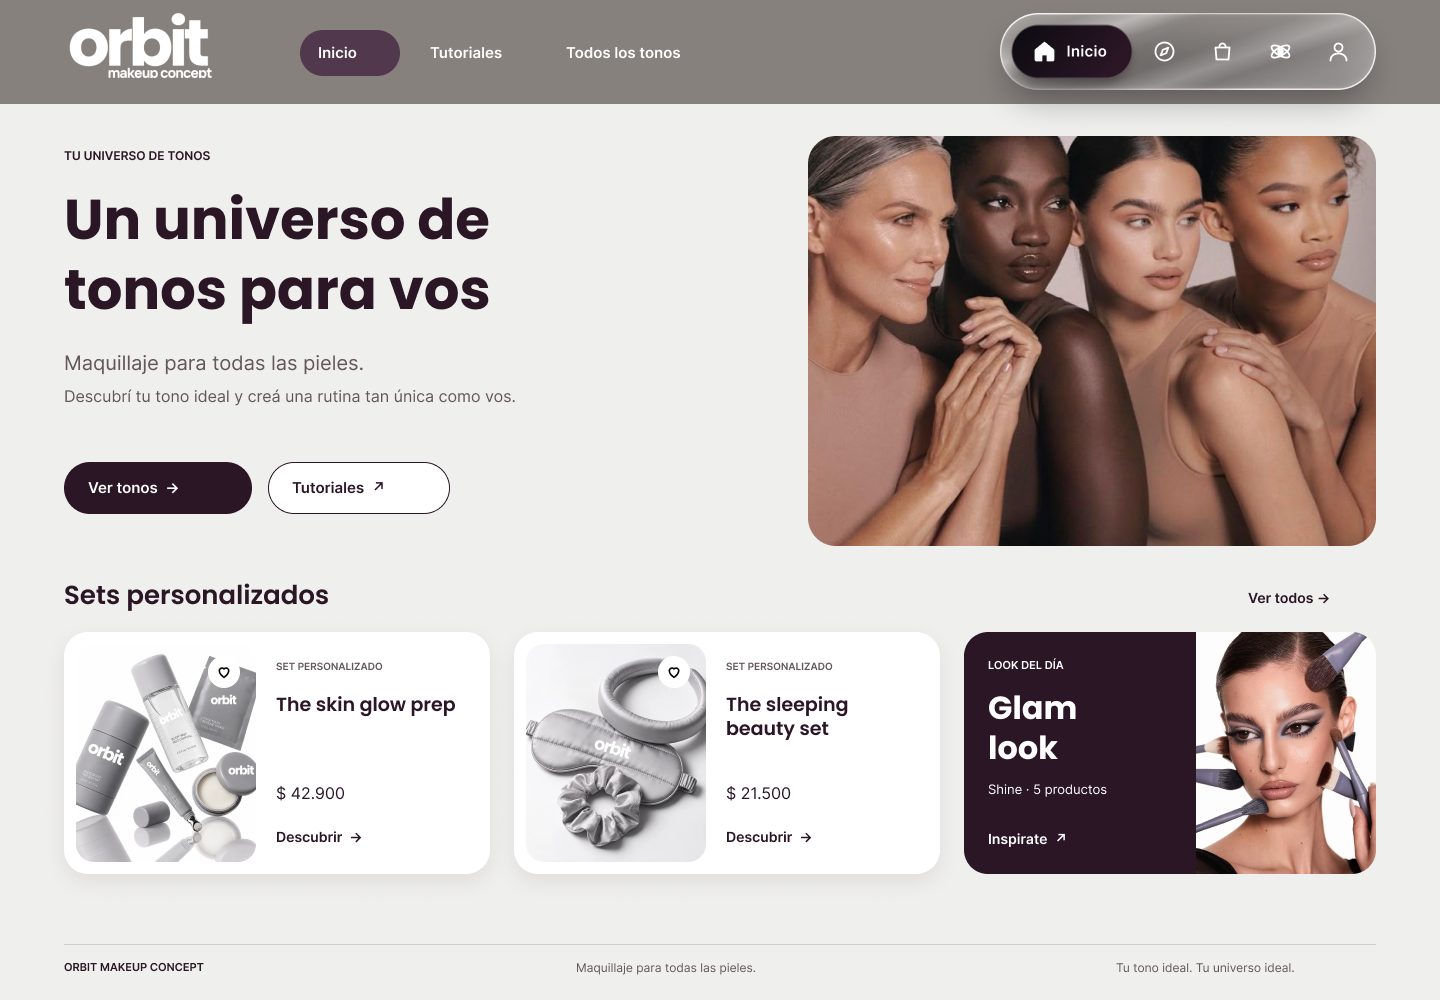 orbit
makeup concept
Inicio
Tutoriales
Todos los tonos
Inicio
TU UNIVERSO DE TONOS
Un universo de
tonos para vos
Maquillaje para todas las pieles.
Descubrí tu tono ideal y creá una rutina tan única como vos.
Ver tonos →
Tutoriales ↗
Sets personalizados
Ver todos →
orbit
orbit
orbit
orbit
orbit
SET PERSONALIZADO
The skin glow prep
$ 42.900
Descubrir →
orbit
SET PERSONALIZADO
The sleeping
beauty set
$ 21.500
Descubrir →
LOOK DEL DÍA
Glam
look
Shine · 5 productos
Inspirate ↗
ORBIT MAKEUP CONCEPT
Maquillaje para todas las pieles.
Tu tono ideal. Tu universo ideal.